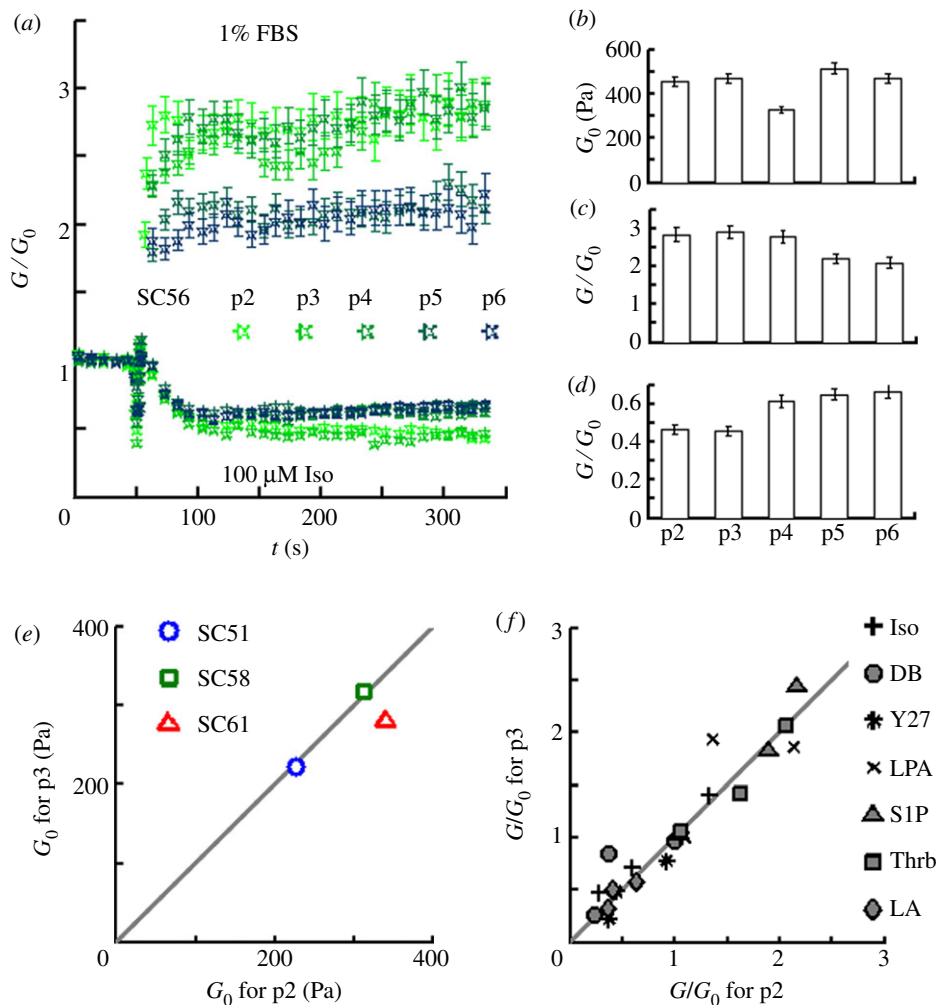 (a)
1% FBS
3
2
1
G/G0
SC56 p2 p3 p4 p5 p6
100 µM Iso
0 100 200 300
t (s)
(b)
600
400
200
0
G0 (Pa)
(c)
3
2
1
0
G/G0
(d)
0.6
0.4
0.2
0
G/G0
p2 p3 p4 p5 p6
(e)
400
200
0 200 400
G0 for p3 (Pa)
G0 for p2 (Pa)
SC51
SC58
SC61
(f)
3
2
1
0 1 2 3
G/G0 for p3
G/G0 for p2
Iso
DB
Y27
LPA
S1P
Thrb
LA